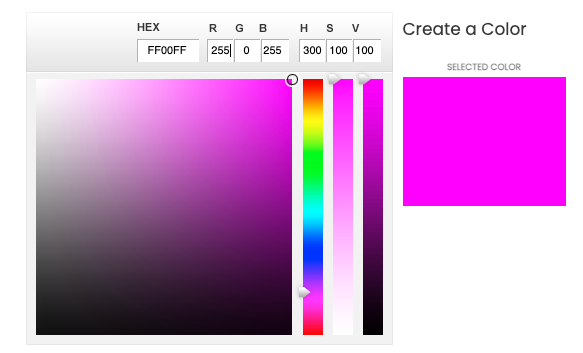 HEX R G B H S V
FF00FF 255 0 255 300 100 100
Create a Color
SELECTED COLOR